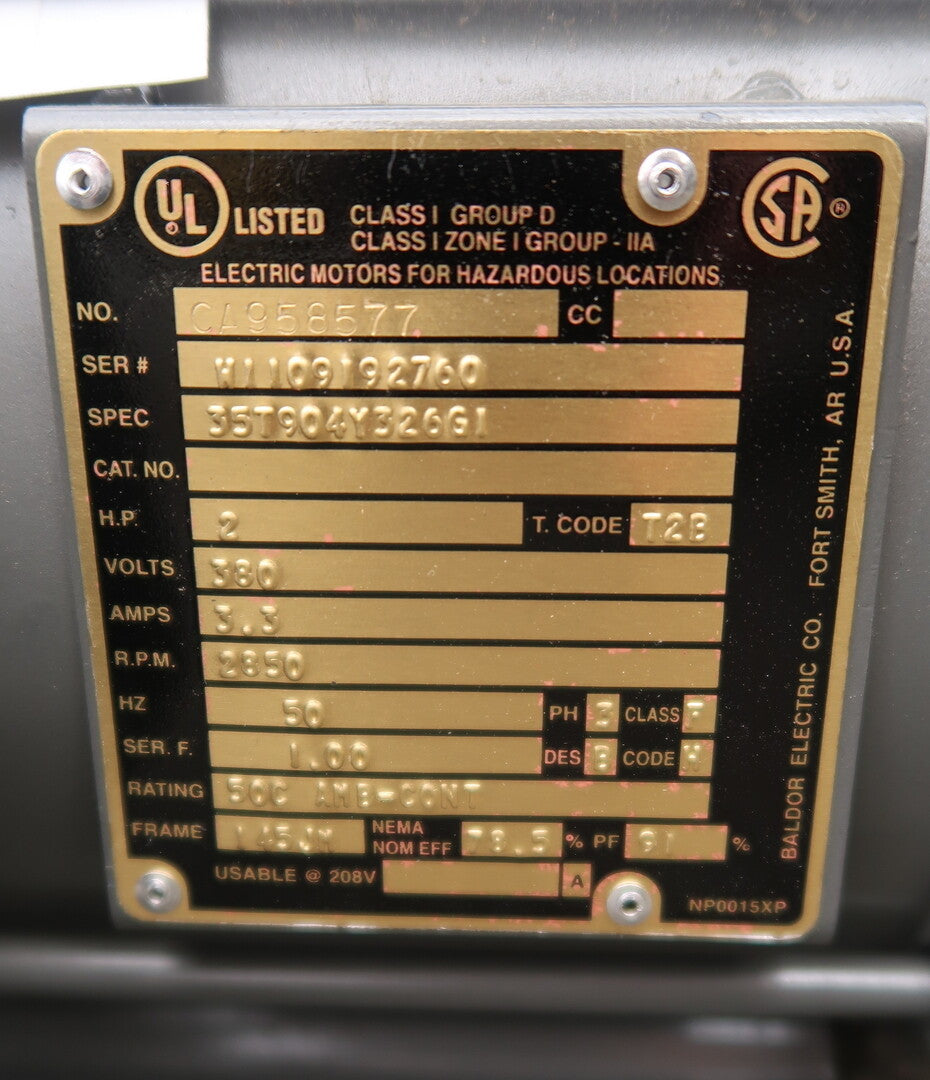 UL LISTED CLASS I GROUP D
CLASS I ZONE I GROUP - IIA
ELECTRIC MOTORS FOR HAZARDOUS LOCATIONS
SA
NO. CA958577 CC
SER # W1109192760
SPEC 35T904Y326G1
CAT. NO.
H.P. 2 T. CODE T2B
VOLTS 380
AMPS 3.3
R.P.M. 2850
HZ 50 PH 3 CLASS F
SER. F. 1.00 DES B CODE H
RATING 50C AMB-CONT
FRAME 145JM NEMA NOM EFF 78.5 % PF 91 %
USABLE @ 208V A
NP0015XP
BALDOR ELECTRIC CO. FORT SMITH, AR U.S.A.